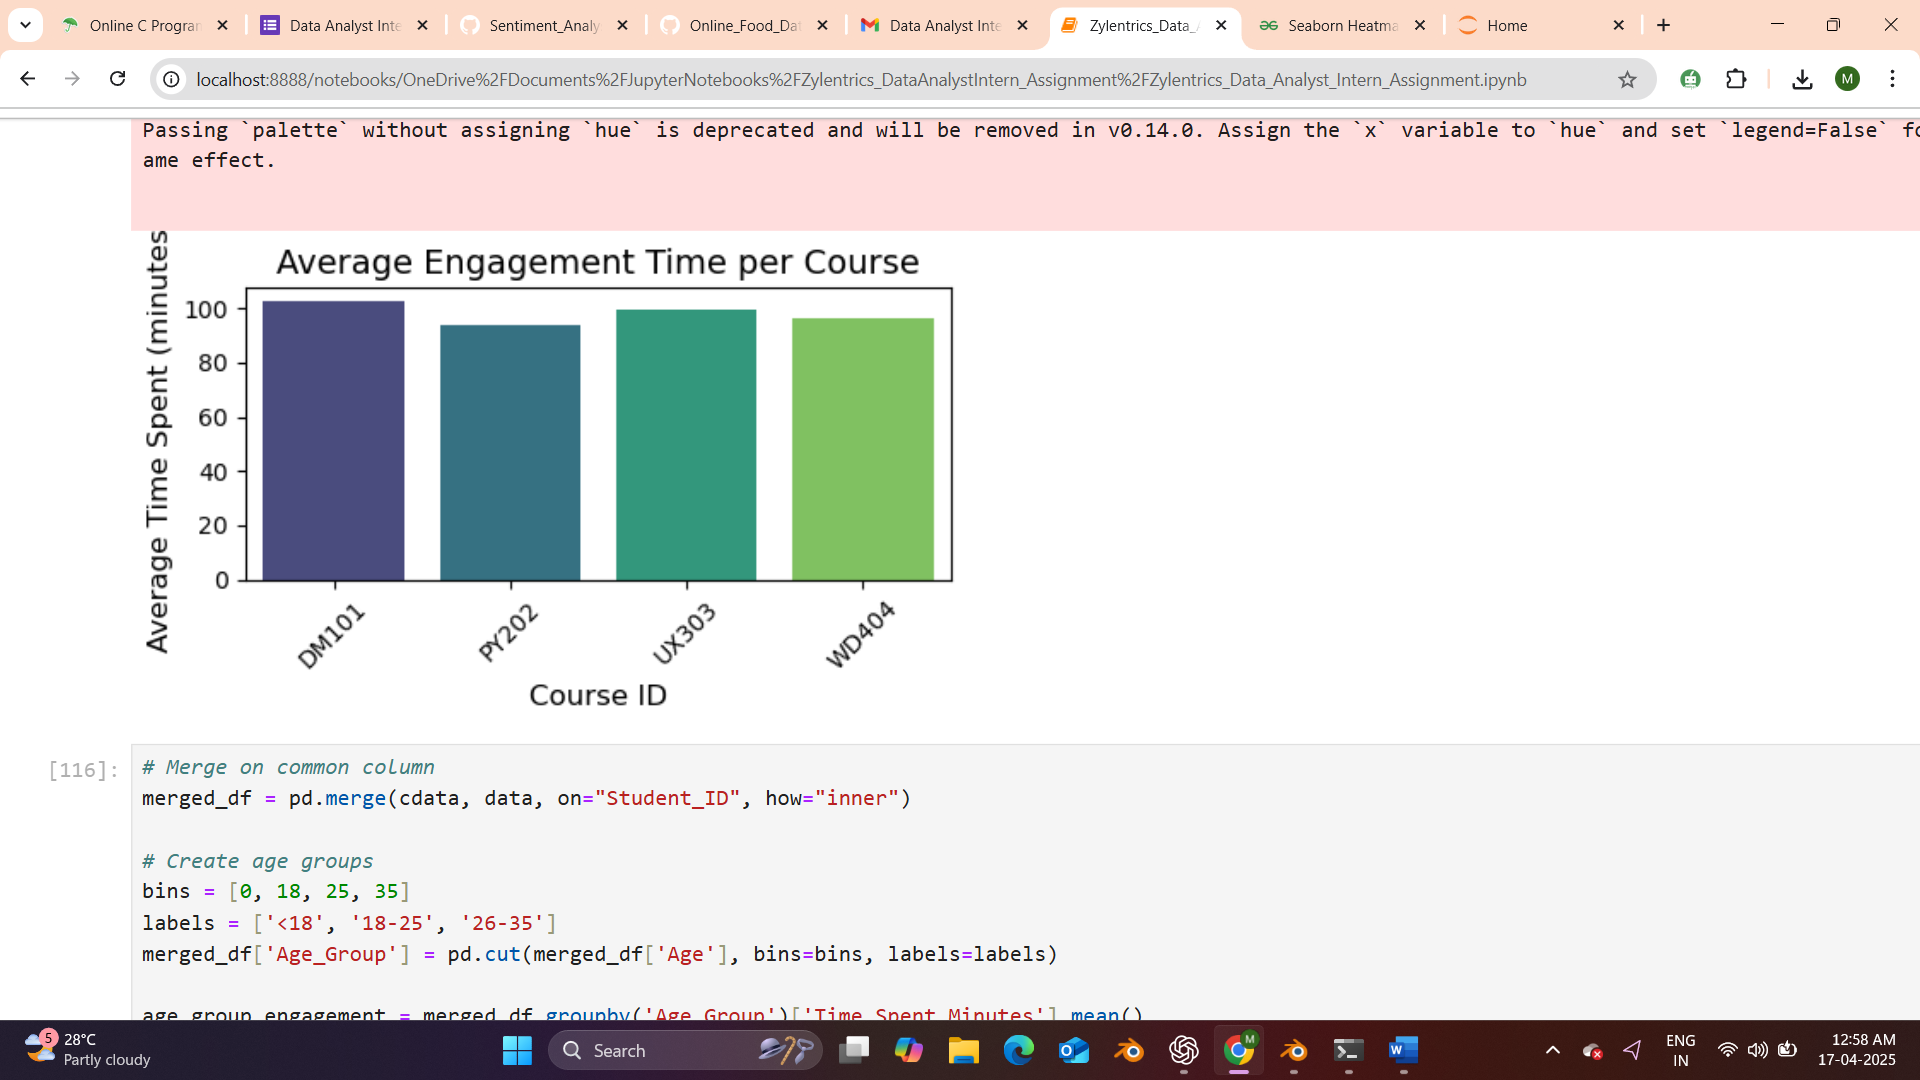 Online C Progran
Data Analyst Inte
Sentiment_Analy
Online_Food_Dat
Data Analyst Inte
Zylentrics_Data_
Seaborn Heatma
Home
localhost:8888/notebooks/OneDrive%2FDocuments%2FJupyterNotebooks%2FZylentrics_DataAnalystIntern_Assignment%2FZylentrics_Data_Analyst_Intern_Assignment.ipynb
M
Passing `palette` without assigning `hue` is deprecated and will be removed in v0.14.0. Assign the `x` variable to `hue` and set `legend=False` fo
ame effect.
Average Engagement Time per Course
Average Time Spent (minutes
100
80
60
40
20
0
DM101
PY202
UX303
WD404
Course ID
[116]:
# Merge on common column
merged_df = pd.merge(cdata, data, on="Student_ID", how="inner")
# Create age groups
bins = [0, 18, 25, 35]
labels = ['<18', '18-25', '26-35']
merged_df['Age_Group'] = pd.cut(merged_df['Age'], bins=bins, labels=labels)
age_group_engagement = merged_df.groupby('Age_Group')['Time_Spent_Minutes'].mean()
5
28°C
Partly cloudy
Search
M
ENG
IN
12:58 AM
17-04-2025